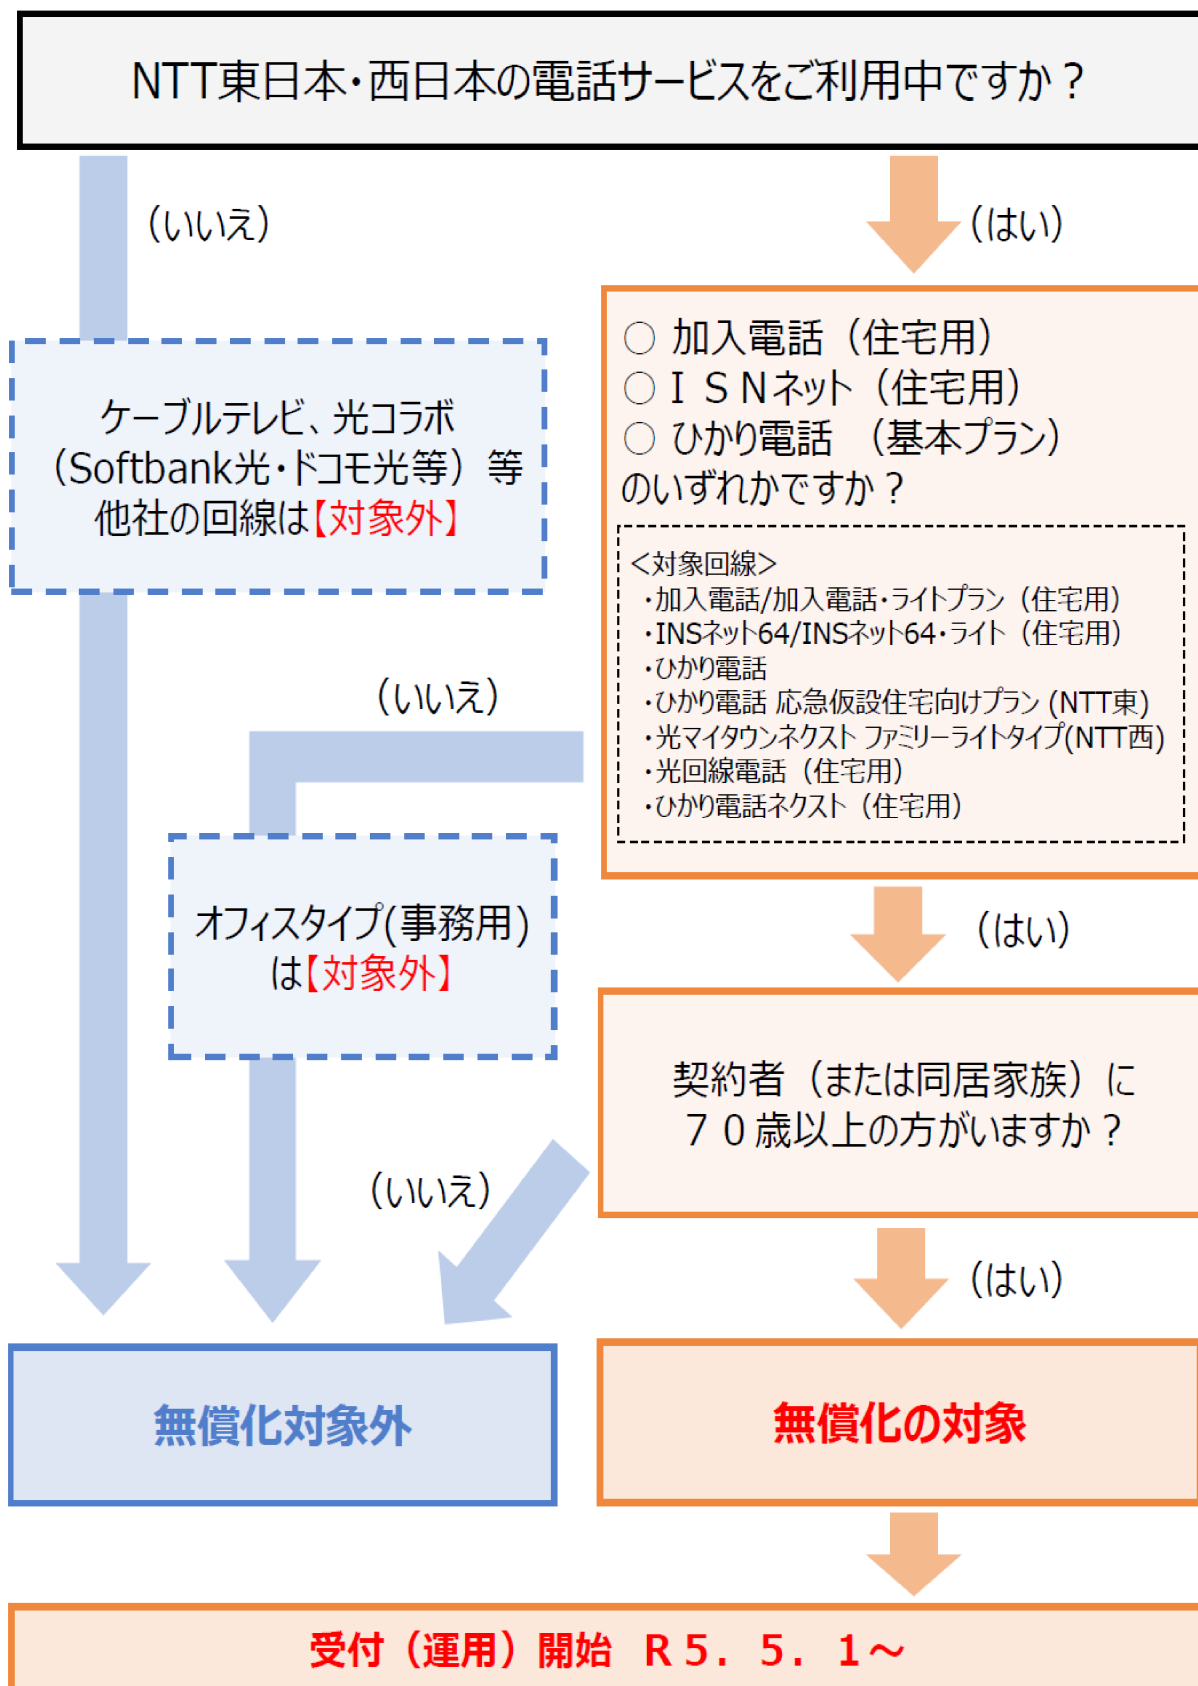 NTT東日本・西日本の電話サービスをご利用中ですか？
（いいえ）
（はい）
ケーブルテレビ、光コラボ
（Softbank光・ドコモ光等）等
他社の回線は【対象外】
○ 加入電話（住宅用）
○ ＩＳＮネット（住宅用）
○ ひかり電話　（基本プラン）
のいずれかですか？
＜対象回線＞
・加入電話/加入電話・ライトプラン（住宅用）
・INSネット64/INSネット64・ライト（住宅用）
・ひかり電話
・ひかり電話 応急仮設住宅向けプラン (NTT東)
・光マイタウンネクスト ファミリーライトタイプ(NTT西)
・光回線電話（住宅用）
・ひかり電話ネクスト（住宅用）
（いいえ）
オフィスタイプ(事務用)
は【対象外】
（はい）
契約者（または同居家族）に
７０歳以上の方がいますか？
（いいえ）
（はい）
無償化対象外
無償化の対象
受付（運用）開始　Ｒ５．５．１～